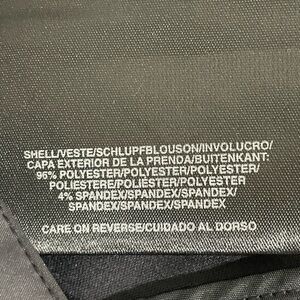 SHELL/VESTE/SCHLUPFBLOUSON/INVOLUCRO/
CAPA EXTERIOR DE LA PRENDA/BUITENKANT:
96% POLYESTER/POLYESTER/POLYESTER/
POLIESTERE/POLIÉSTER/POLYESTER
4% SPANDEX/SPANDEX/SPANDEX/
SPANDEX/SPANDEX/SPANDEX
CARE ON REVERSE/CUIDADO AL DORSO